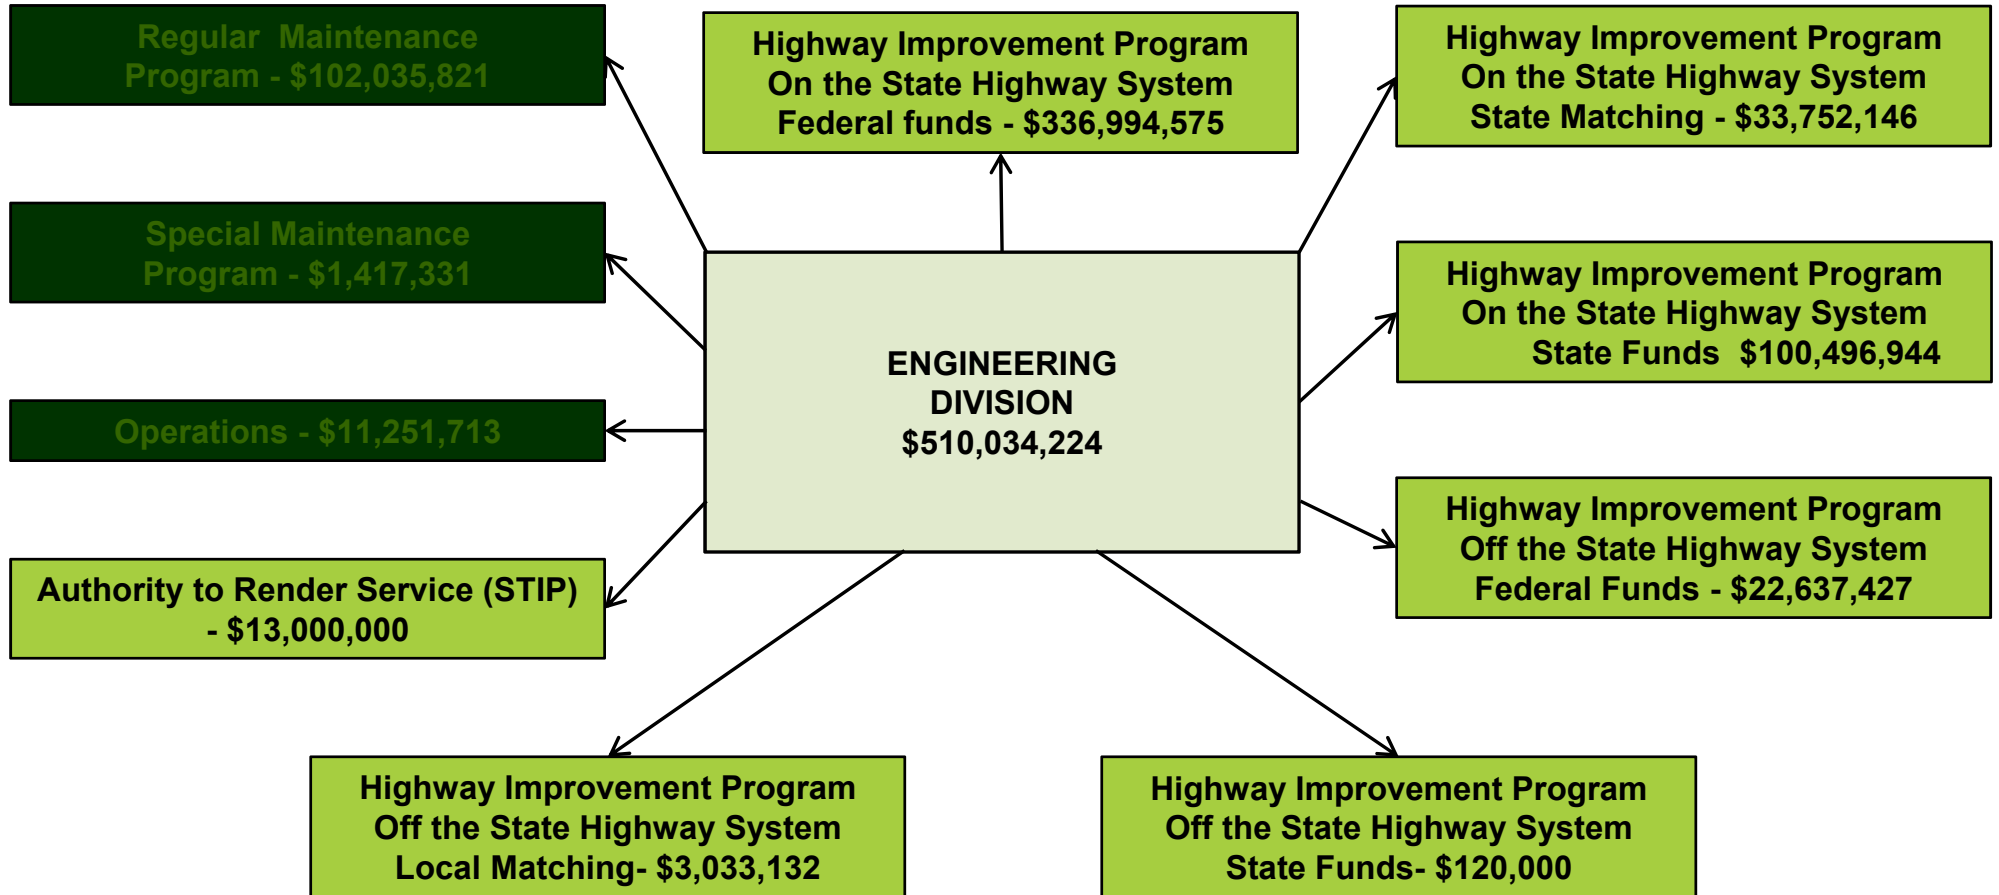 Regular Maintenance
Program - $102,035,821
Highway Improvement Program
On the State Highway System
Federal funds - $336,994,575
Highway Improvement Program
On the State Highway System
State Matching - $33,752,146
Special Maintenance
Program - $1,417,331
Highway Improvement Program
On the State Highway System
State Funds $100,496,944
ENGINEERING
DIVISION
$510,034,224
Operations - $11,251,713
Highway Improvement Program
Off the State Highway System
Federal Funds - $22,637,427
Authority to Render Service (STIP)
- $13,000,000
Highway Improvement Program
Off the State Highway System
Local Matching- $3,033,132
Highway Improvement Program
Off the State Highway System
State Funds- $120,000